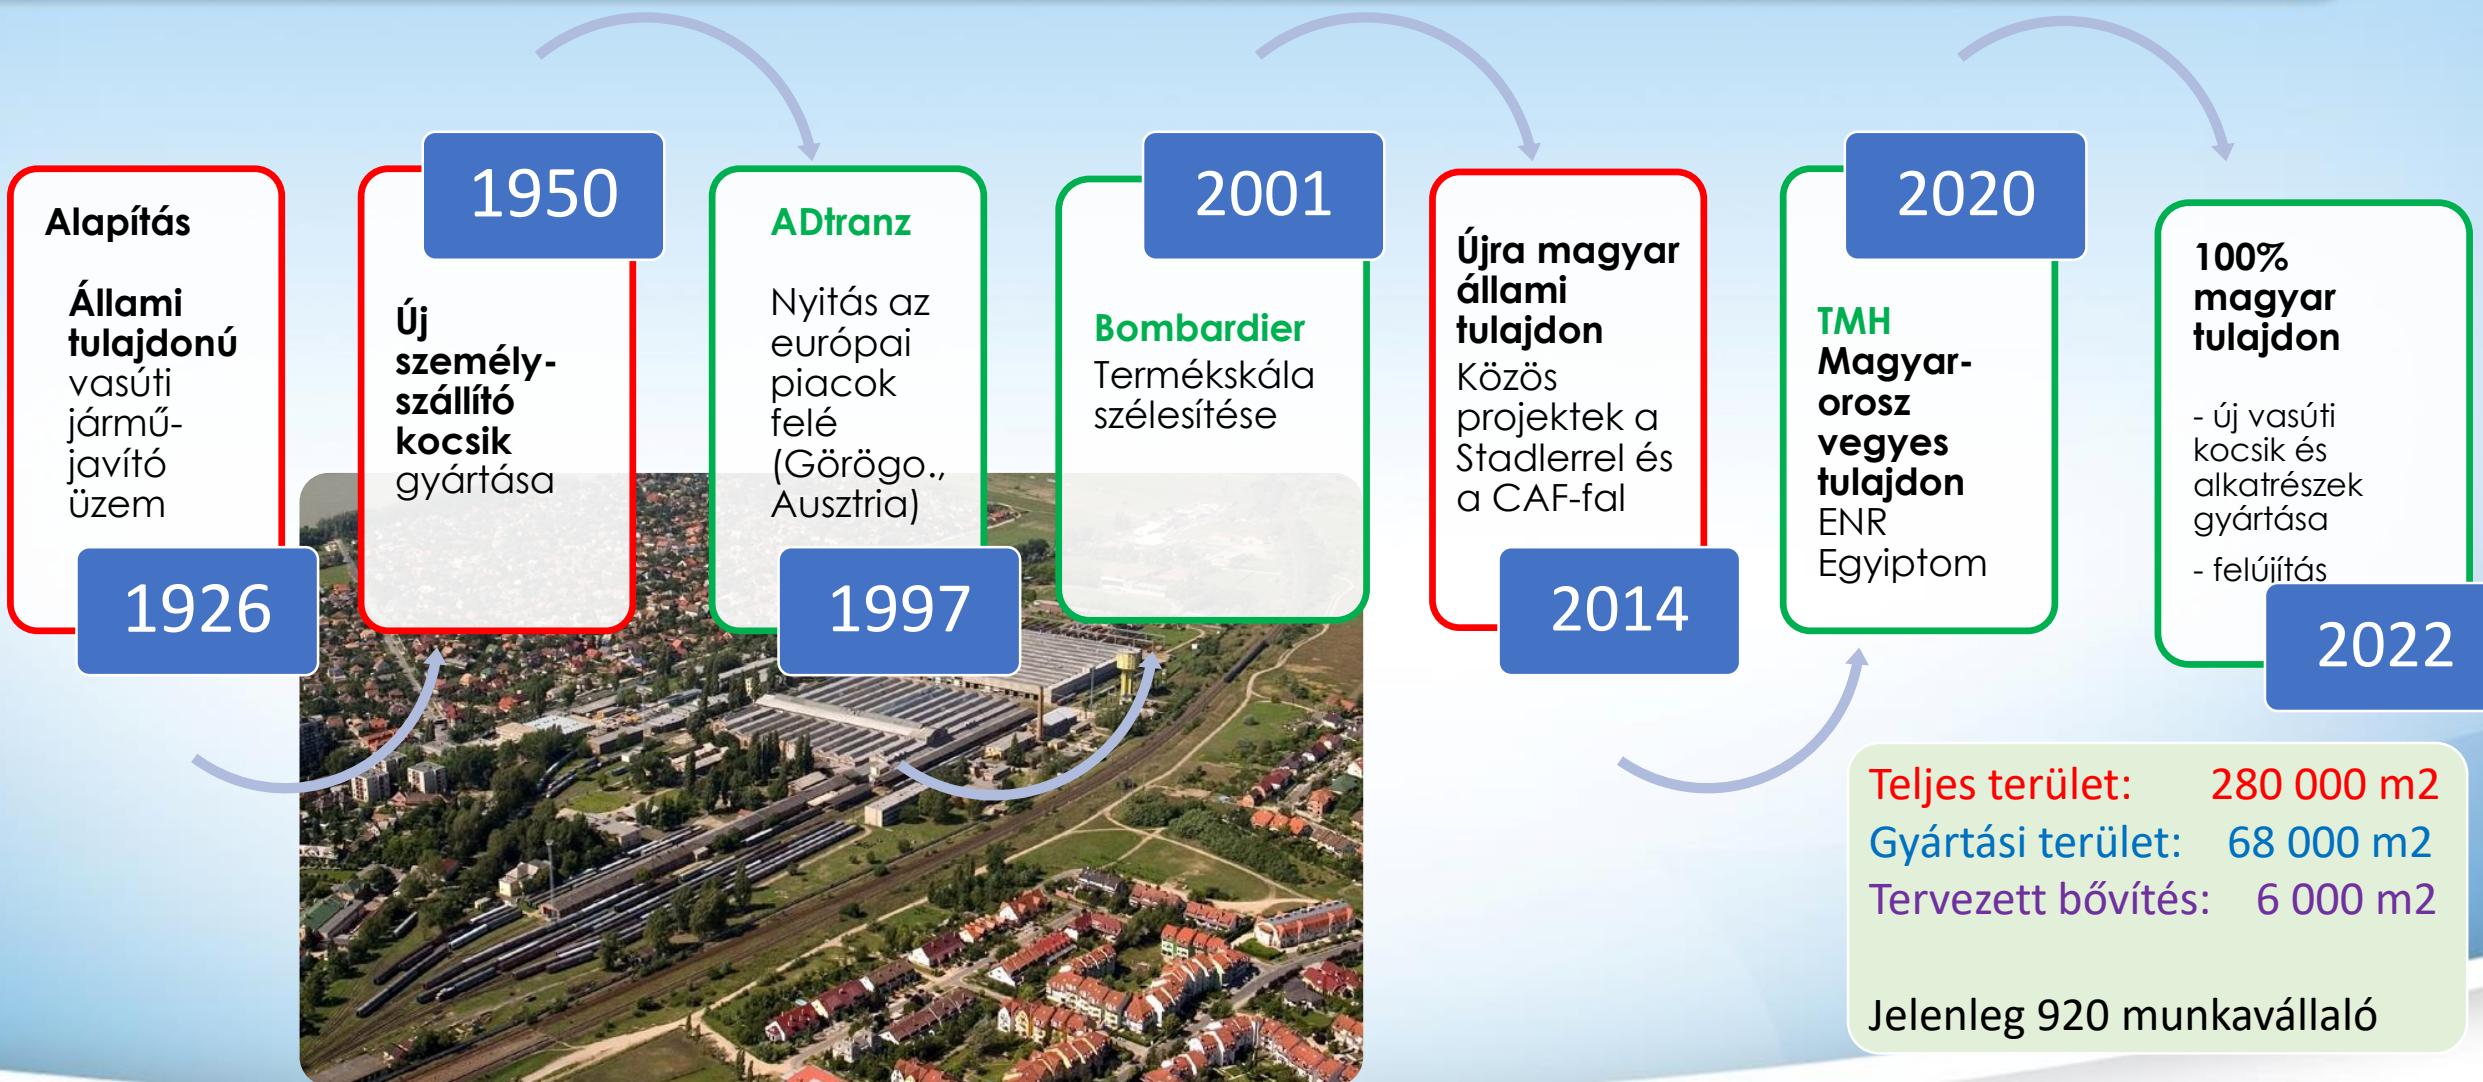 Alapítás
Állami
tulajdonú
vasúti
jármű-
javító
üzem
1926
1950
Új
személy-
szállító
kocsik
gyártása
ADtranz
Nyitás az
európai
piacok
felé
(Görögo.,
Ausztria)
1997
2001
Bombardier
Termékskála
szélesítése
Újra magyar
állami
tulajdon
Közös
projektek a
Stadlerrel és
a CAF-fal
2014
2020
TMH
Magyar-
orosz
vegyes
tulajdon
ENR
Egyiptom
100%
magyar
tulajdon
- új vasúti
kocsik és
alkatrészek
gyártása
- felújítás
2022
Teljes terület: 280 000 m2
Gyártási terület: 68 000 m2
Tervezett bővítés: 6 000 m2
Jelenleg 920 munkavállaló